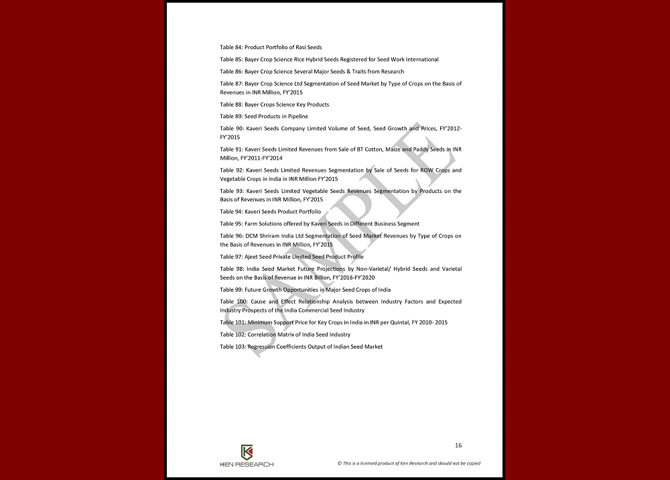 Table 84: Product Portfolio of Rasi Seeds
Table 85: Bayer Crop Science Rice Hybrid Seeds Registered for Seed Work International
Table 86: Bayer Crop Science Several Major Seeds & Traits from Research
Table 87: Bayer Crop Science Ltd Segmentation of Seed Market by Type of Crops on the Basis of
Revenues in INR Million, FY'2015
Table 88: Bayer Crops Science Key Products
Table 89: Seed Products in Pipeline
Table 90: Kaveri Seeds Company Limited Volume of Seed, Seed Growth and Prices, FY'2012-
FY'2015
Table 91: Kaveri Seeds Limited Revenues from Sale of BT Cotton, Maize and Paddy Seeds in INR
Million, FY'2011-FY'2014
Table 92: Kaveri Seeds Limited Revenues Segmentation by Sale of Seeds for ROW Crops and
Vegetable Crops in India in INR Million FY'2015
Table 93: Kaveri Seeds Limited Vegetable Seeds Revenues Segmentation by Products on the
Basis of Revenues in INR Million, FY'2015
Table 94: Kaveri Seeds Product Portfolio
Table 95: Farm Solutions offered by Kaveri Seeds in Different Business Segment
Table 96: DCM Shriram India Ltd Segmentation of Seed Market Revenues by Type of Crops on
the Basis of Revenues in INR Million, FY'2015
Table 97: Ajeet Seed Private Limited Seed Product Profile
Table 98: India Seed Market Future Projections by Non-Varietal/ Hybrid Seeds and Varietal
Seeds on the Basis of Revenue in INR Billion, FY'2016-FY'2020
Table 99: Future Growth Opportunities in Major Seed Crops of India
Table 100: Cause and Effect Relationship Analysis between Industry Factors and Expected
Industry Prospects of the India Commercial Seed Industry
Table 101: Minimum Support Price for Key Crops in India in INR per Quintal, FY 2010- 2015
Table 102: Correlation Matrix of India Seed Industry
Table 103: Regression Coefficients Output of Indian Seed Market
SAMPLE
16
KEN RESEARCH
© This is a licensed product of Ken Research and should not be copied